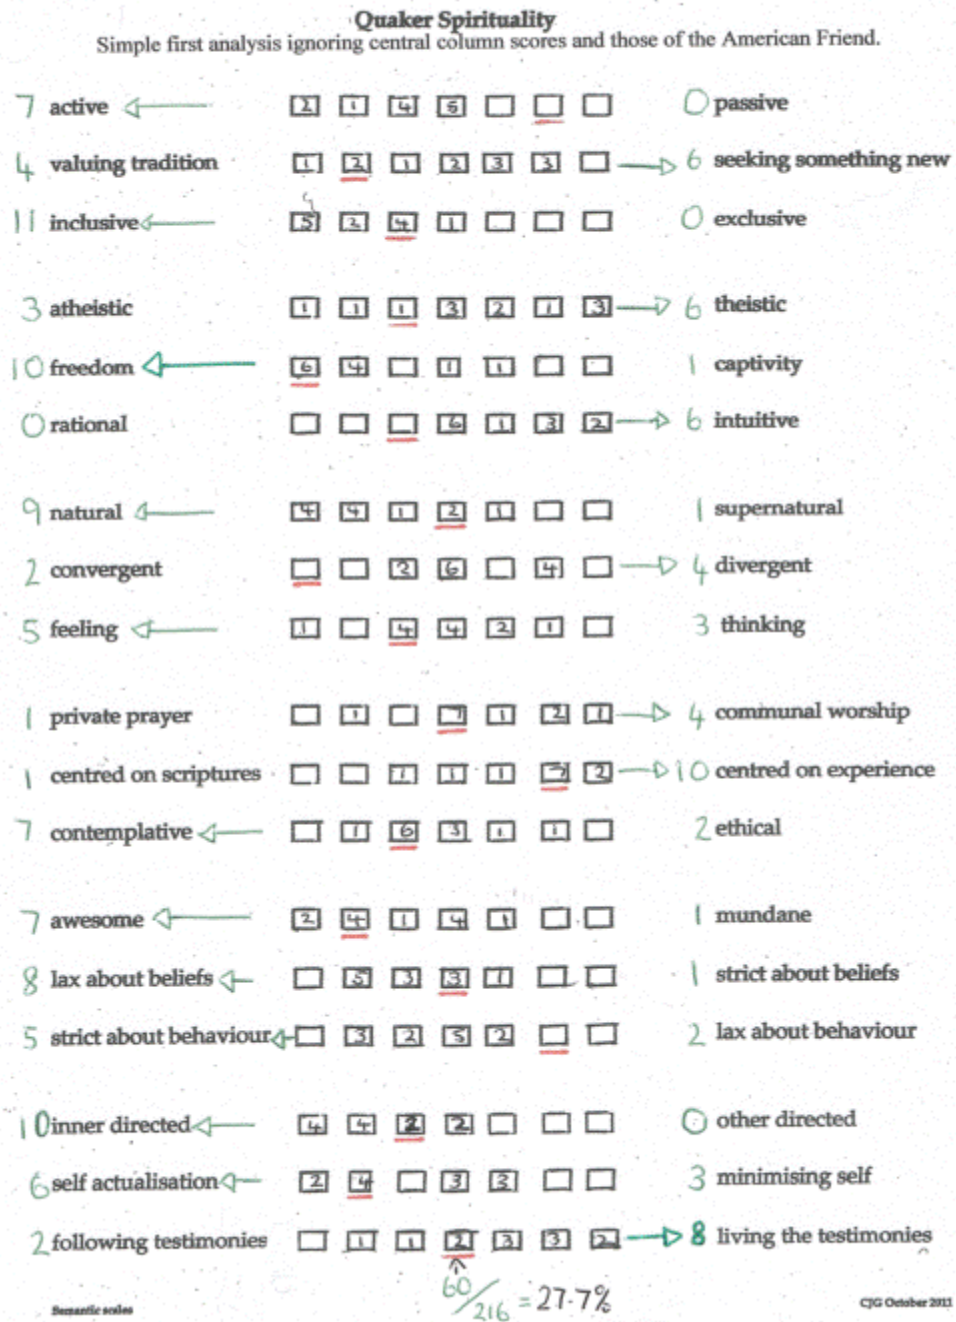 Quaker Spirituality
Simple first analysis ignoring central column scores and those of the American Friend.
7 active 2 1 4 5 0 passive
4 valuing tradition 1 2 1 2 3 3 6 seeking something new
11 inclusive 5 2 4 1 0 exclusive
3 atheistic 1 1 1 3 2 1 3 6 theistic
10 freedom 6 4 1 1 1 captivity
0 rational 6 1 3 2 6 intuitive
9 natural 4 4 1 2 1 1 supernatural
2 convergent 2 6 4 4 divergent
5 feeling 1 4 4 2 1 3 thinking
1 private prayer 1 7 1 2 1 4 communal worship
1 centred on scriptures 1 1 1 7 2 10 centred on experience
7 contemplative 1 6 3 1 1 2 ethical
7 awesome 2 4 1 4 1 1 mundane
8 lax about beliefs 5 3 3 1 1 strict about beliefs
5 strict about behaviour 3 2 5 2 2 lax about behaviour
10 inner directed 4 4 2 2 0 other directed
6 self actualisation 2 4 3 3 3 minimising self
2 following testimonies 1 1 2 3 3 2 8 living the testimonies
60/216 = 27.7%
Semantic scales CJG October 2011